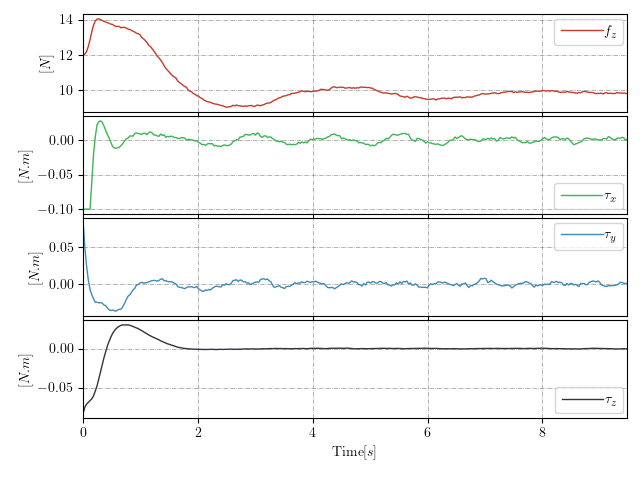 14
12
10
[N]
f_z
0.00
−0.05
−0.10
[N.m]
τ_x
0.05
0.00
[N.m]
τ_y
0.00
−0.05
[N.m]
τ_z
0 2 4 6 8
Time[s]